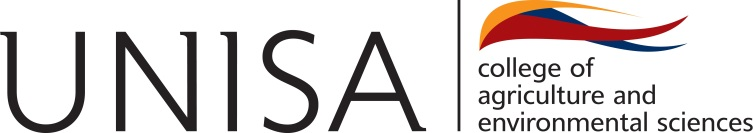 UNISA
college of
agriculture and
environmental sciences